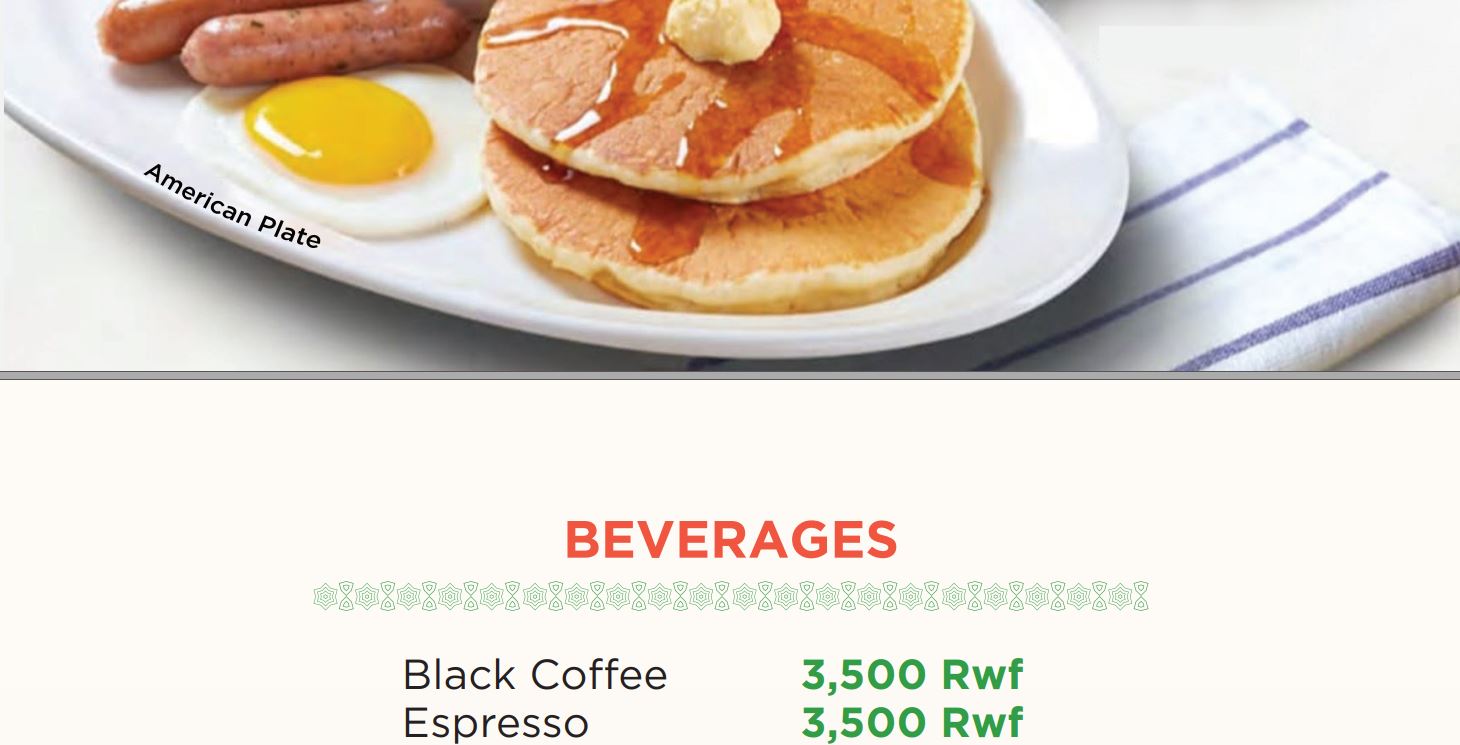 American Plate
BEVERAGES
Black Coffee 3,500 Rwf
Espresso 3,500 Rwf